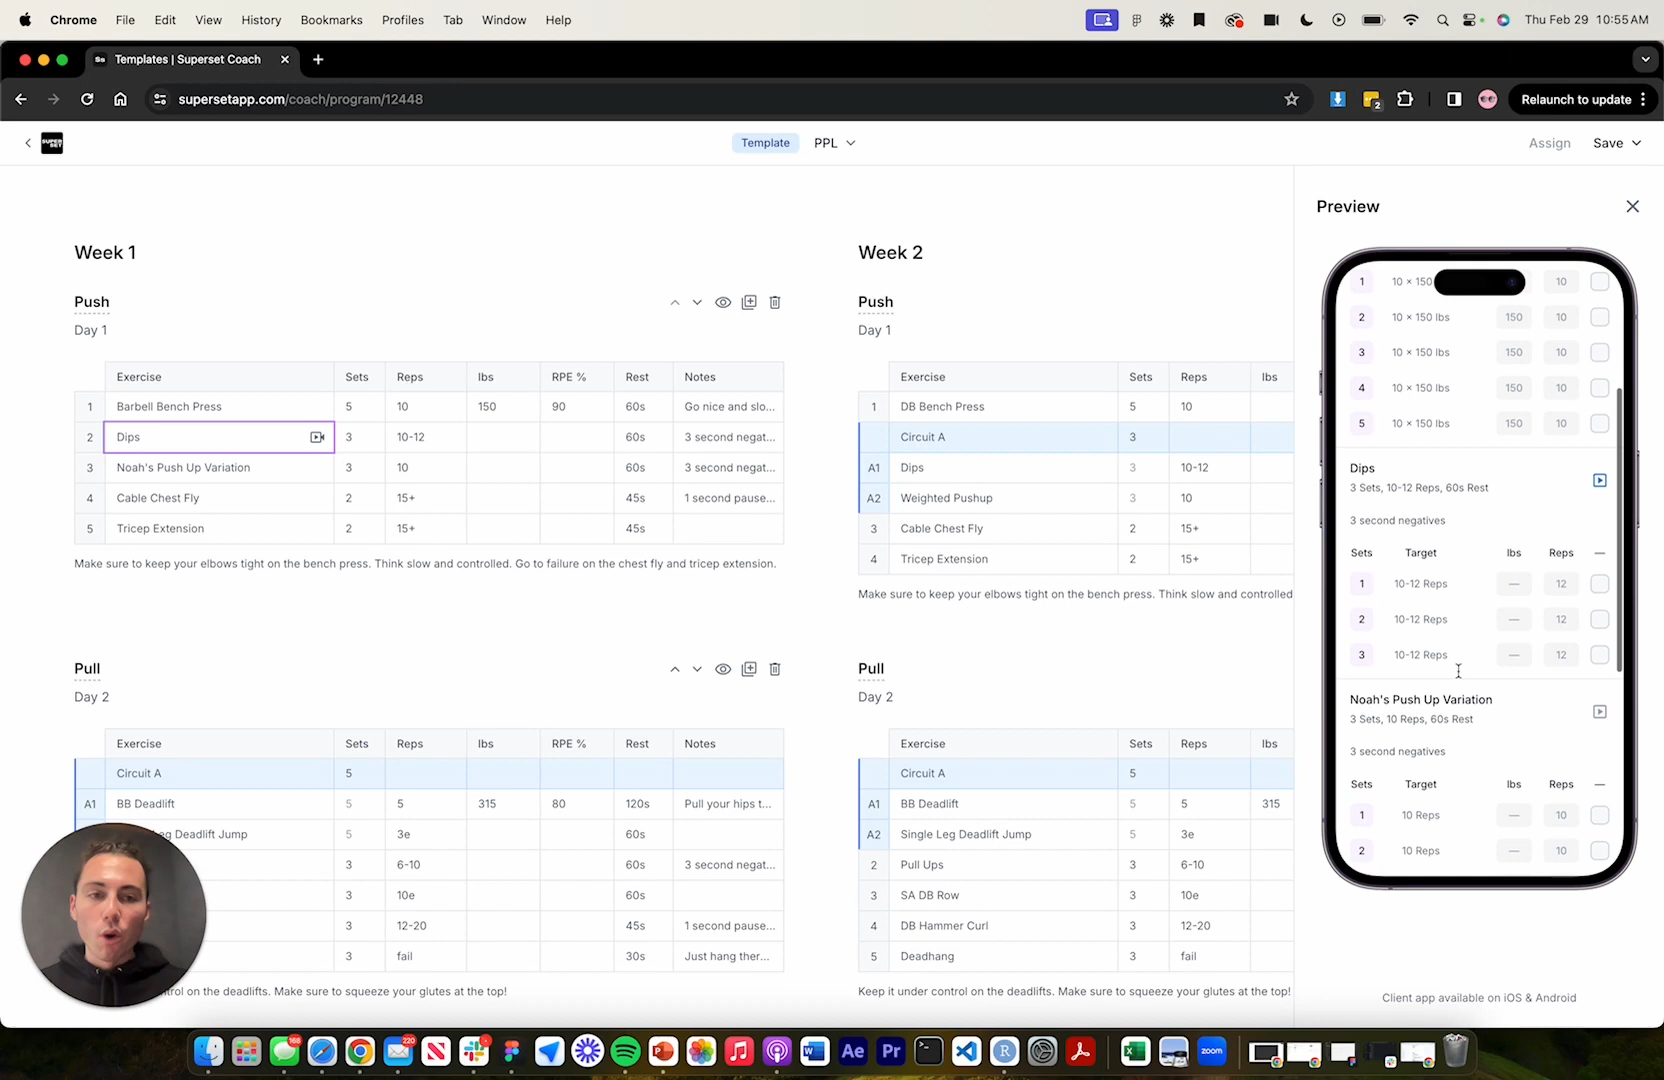 Chrome File Edit View History Bookmarks Profiles Tab Window Help Thu Feb 29 10:55 AM
Templates | Superset Coach
supersetapp.com/coach/program/12448 2 Relaunch to update
SUPER SET Template PPL Assign Save
Preview
Week 1
Push
Day 1
Exercise Sets Reps lbs RPE % Rest Notes
1 Barbell Bench Press 5 10 150 90 60s Go nice and slo...
2 Dips 3 10-12 60s 3 second negat...
3 Noah's Push Up Variation 3 10 60s 3 second negat...
4 Cable Chest Fly 2 15+ 45s 1 second pause...
5 Tricep Extension 2 15+ 45s
Make sure to keep your elbows tight on the bench press. Think slow and controlled. Go to failure on the chest fly and tricep extension.
Pull
Day 2
Exercise Sets Reps lbs RPE % Rest Notes
Circuit A 5
A1 BB Deadlift 5 5 315 80 120s Pull your hips t...
eg Deadlift Jump 5 3e 60s
3 6-10 60s 3 second negat...
3 10e 60s
3 12-20 45s 1 second pause...
3 fail 30s Just hang ther...
trol on the deadlifts. Make sure to squeeze your glutes at the top!
Week 2
Push
Day 1
Exercise Sets Reps lbs
1 DB Bench Press 5 10
Circuit A 3
A1 Dips 3 10-12
A2 Weighted Pushup 3 10
3 Cable Chest Fly 2 15+
4 Tricep Extension 2 15+
Make sure to keep your elbows tight on the bench press. Think slow and controlled
Pull
Day 2
Exercise Sets Reps lbs
Circuit A 5
A1 BB Deadlift 5 5 315
A2 Single Leg Deadlift Jump 5 3e
2 Pull Ups 3 6-10
3 SA DB Row 3 10e
4 DB Hammer Curl 3 12-20
5 Deadhang 3 fail
Keep it under control on the deadlifts. Make sure to squeeze your glutes at the top!
1 10 × 150 10
2 10 × 150 lbs 150 10
3 10 × 150 lbs 150 10
4 10 × 150 lbs 150 10
5 10 × 150 lbs 150 10
Dips
3 Sets, 10-12 Reps, 60s Rest
3 second negatives
Sets Target lbs Reps —
1 10-12 Reps — 12
2 10-12 Reps — 12
3 10-12 Reps — 12
Noah's Push Up Variation
3 Sets, 10 Reps, 60s Rest
3 second negatives
Sets Target lbs Reps —
1 10 Reps — 10
2 10 Reps — 10
Client app available on iOS & Android
168 220 Ae Pr R zoom